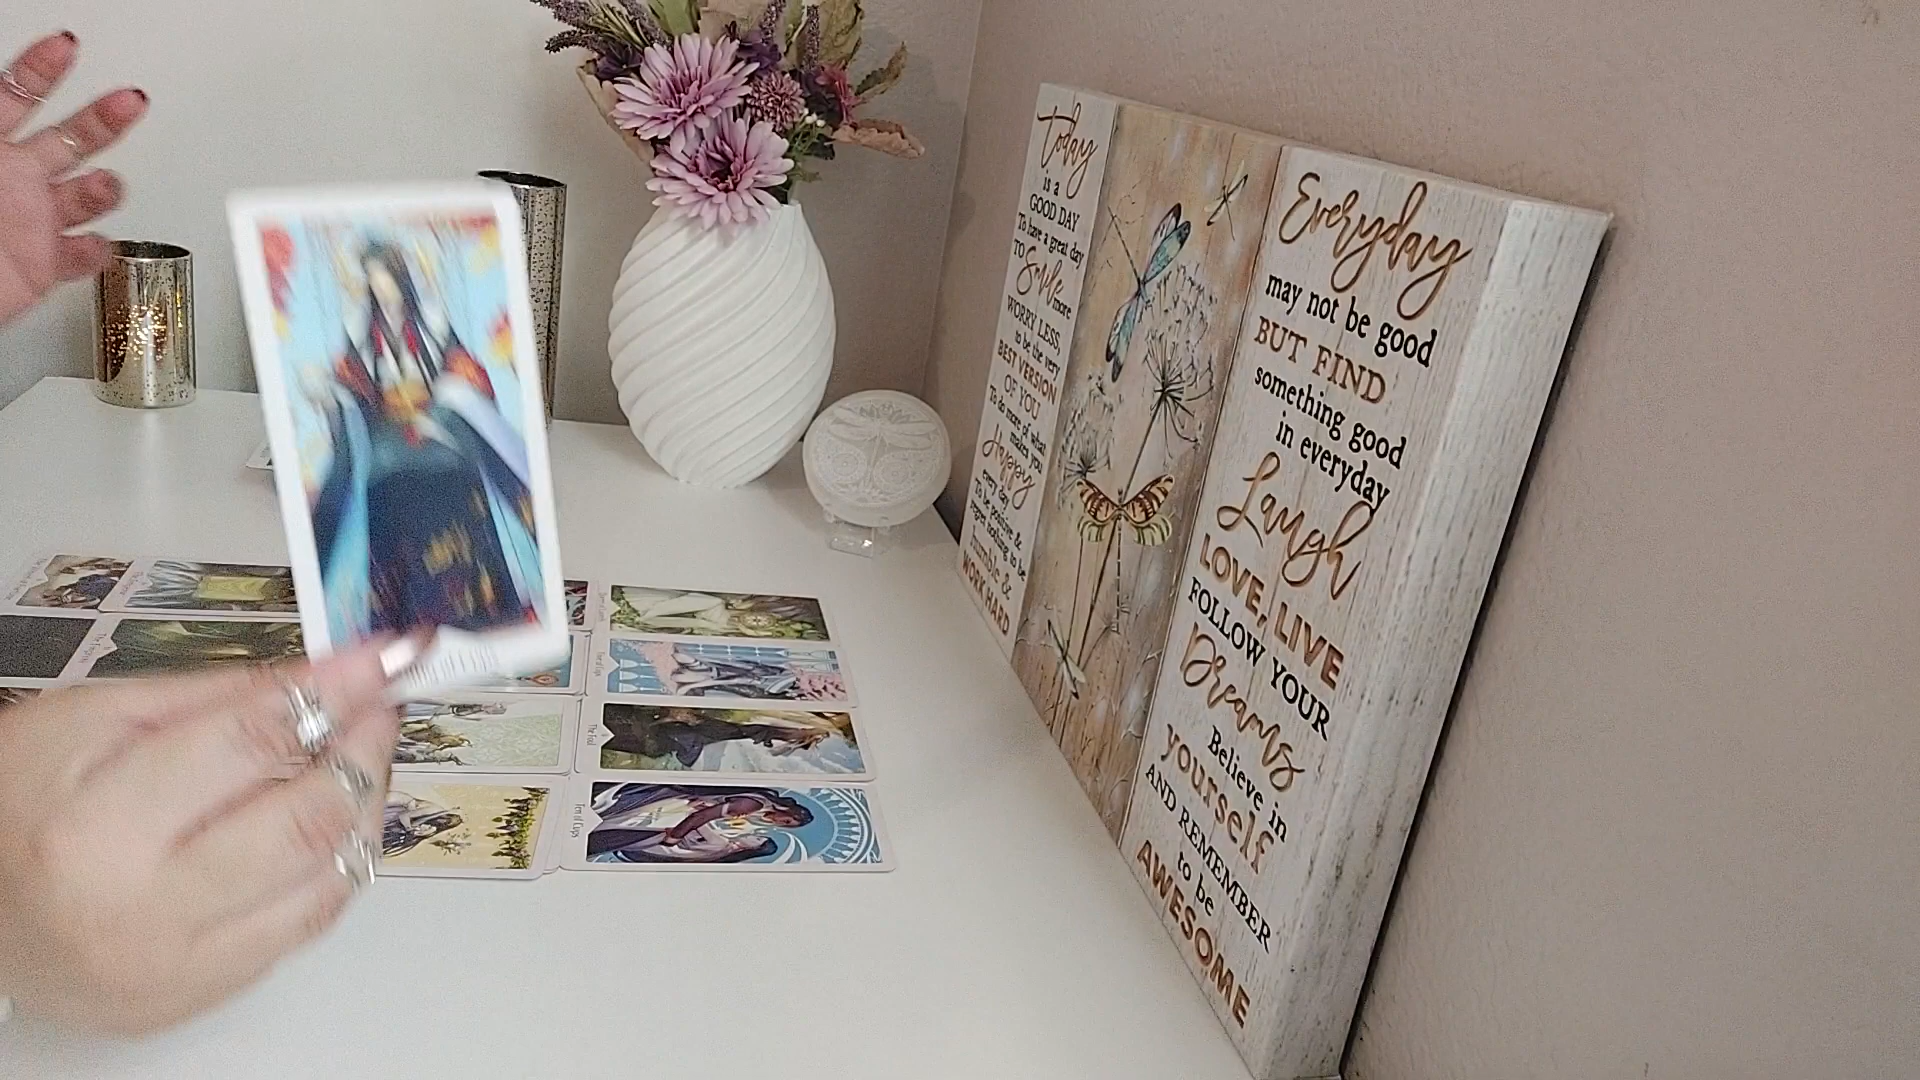 today
is a
GOOD DAY
To have a great day
TO Smile more
WORRY LESS,
to be the very
BEST VERSION
OF YOU
To do more of what
makes you
Happy
every day
To be positive &
regret nothing to be
humble &
WORK HARD
Everyday
may not be good
BUT FIND
something good
in everyday
Laugh
LOVE, LIVE
FOLLOW YOUR
Dreams
Believe in
yourself
AND REMEMBER
to be
AWESOME
The Fool
Ten of Cups